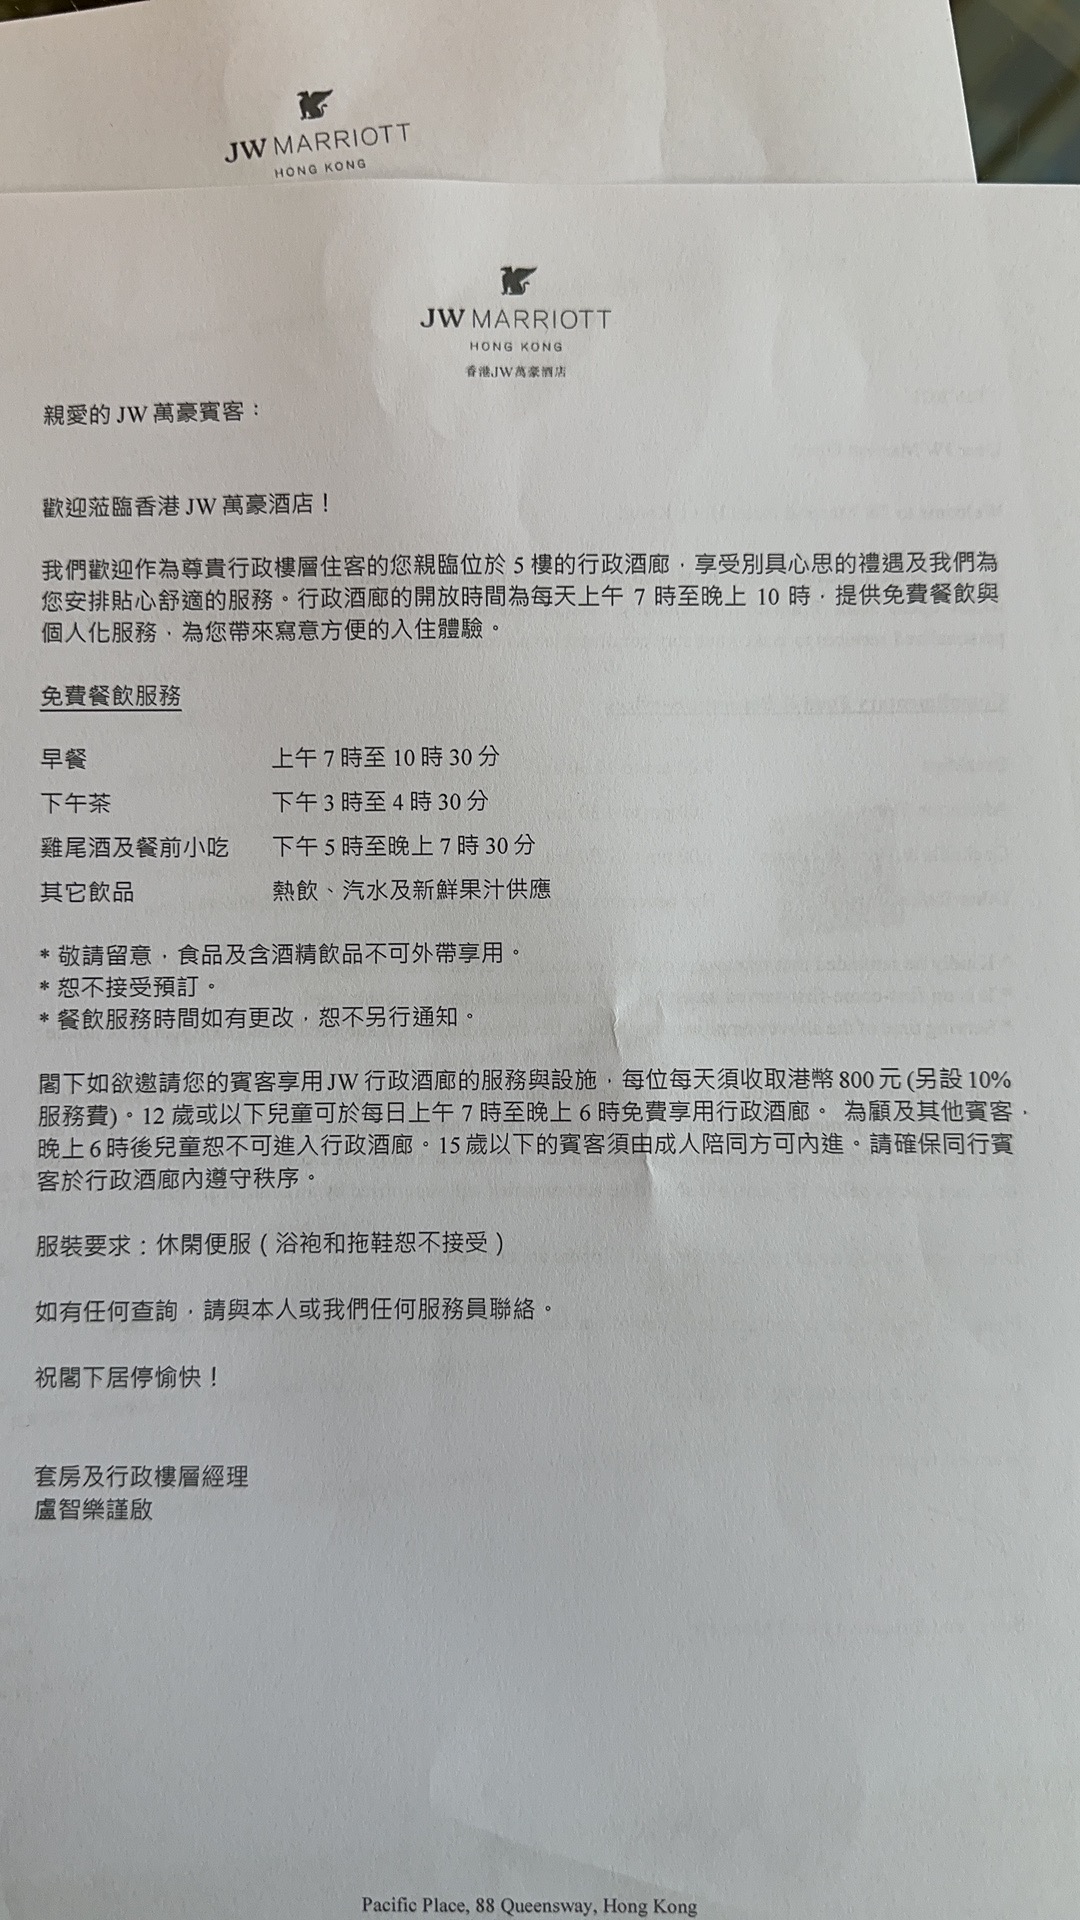 JW MARRIOTT
HONG KONG
JW MARRIOTT
HONG KONG
香港JW萬豪酒店
親愛的 JW 萬豪賓客：
歡迎蒞臨香港 JW 萬豪酒店！
我們歡迎作為尊貴行政樓層住客的您親臨位於 5 樓的行政酒廊，享受別具心思的禮遇及我們為
您安排貼心舒適的服務。行政酒廊的開放時間為每天上午 7 時至晚上 10 時，提供免費餐飲與
個人化服務，為您帶來寫意方便的入住體驗。
免費餐飲服務
早餐 上午 7 時至 10 時 30 分
下午茶 下午 3 時至 4 時 30 分
雞尾酒及餐前小吃 下午 5 時至晚上 7 時 30 分
其它飲品 熱飲、汽水及新鮮果汁供應
* 敬請留意，食品及含酒精飲品不可外帶享用。
* 恕不接受預訂。
* 餐飲服務時間如有更改，恕不另行通知。
閣下如欲邀請您的賓客享用 JW 行政酒廊的服務與設施，每位每天須收取港幣 800 元 (另設 10%
服務費)。12 歲或以下兒童可於每日上午 7 時至晚上 6 時免費享用行政酒廊。 為顧及其他賓客，
晚上 6 時後兒童恕不可進入行政酒廊。15 歲以下的賓客須由成人陪同方可內進。請確保同行賓
客於行政酒廊內遵守秩序。
服裝要求：休閑便服（浴袍和拖鞋恕不接受）
如有任何查詢，請與本人或我們任何服務員聯絡。
祝閣下居停愉快！
套房及行政樓層經理
盧智樂謹啟
Pacific Place, 88 Queensway, Hong Kong